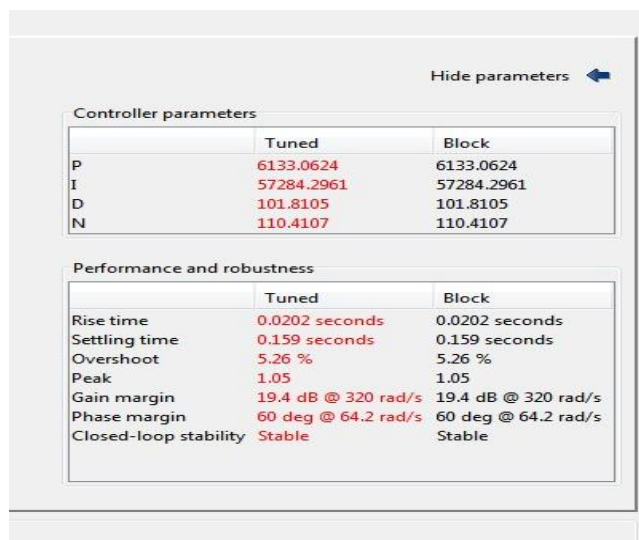 Hide parameters
Controller parameters
Tuned Block
P 6133.0624 6133.0624
I 57284.2961 57284.2961
D 101.8105 101.8105
N 110.4107 110.4107
Performance and robustness
Tuned Block
Rise time 0.0202 seconds 0.0202 seconds
Settling time 0.159 seconds 0.159 seconds
Overshoot 5.26 % 5.26 %
Peak 1.05 1.05
Gain margin 19.4 dB @ 320 rad/s 19.4 dB @ 320 rad/s
Phase margin 60 deg @ 64.2 rad/s 60 deg @ 64.2 rad/s
Closed-loop stability Stable Stable